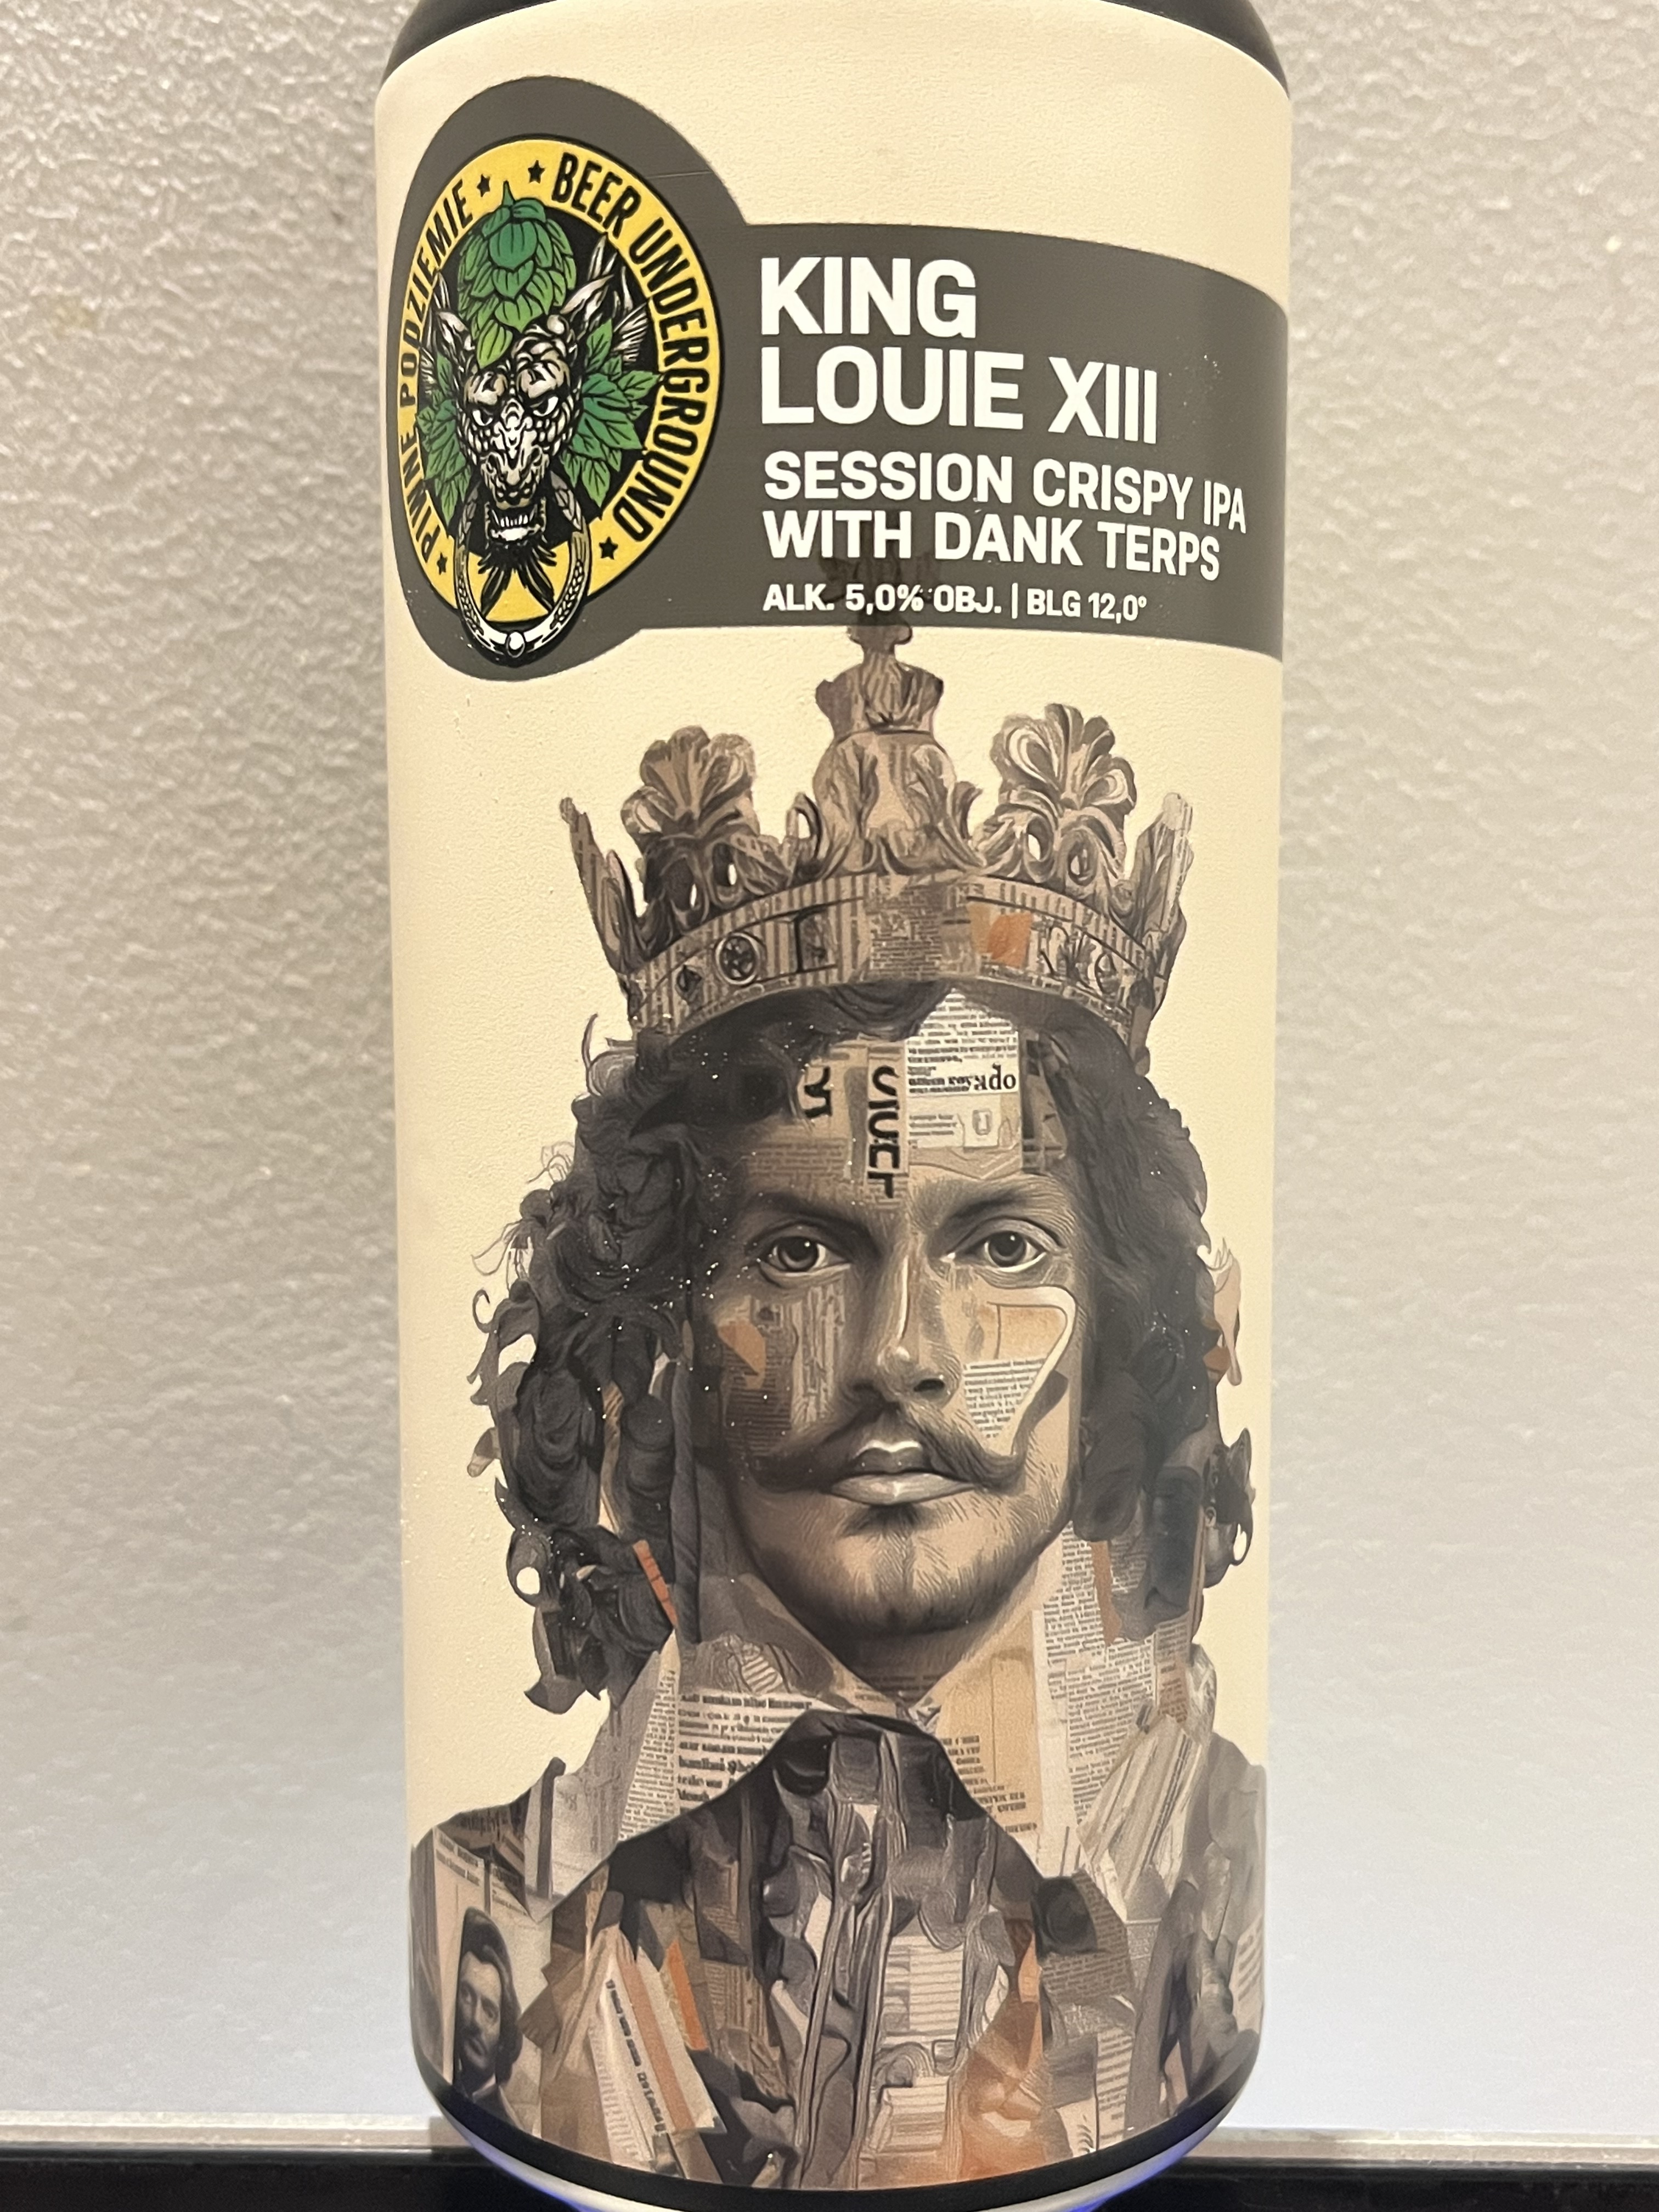 PIWNE PODZIEMIE
BEER UNDERGROUND
KING
LOUIE XIII
SESSION CRISPY IPA
WITH DANK TERPS
ALK. 5,0% OBJ. | BLG 12,0°